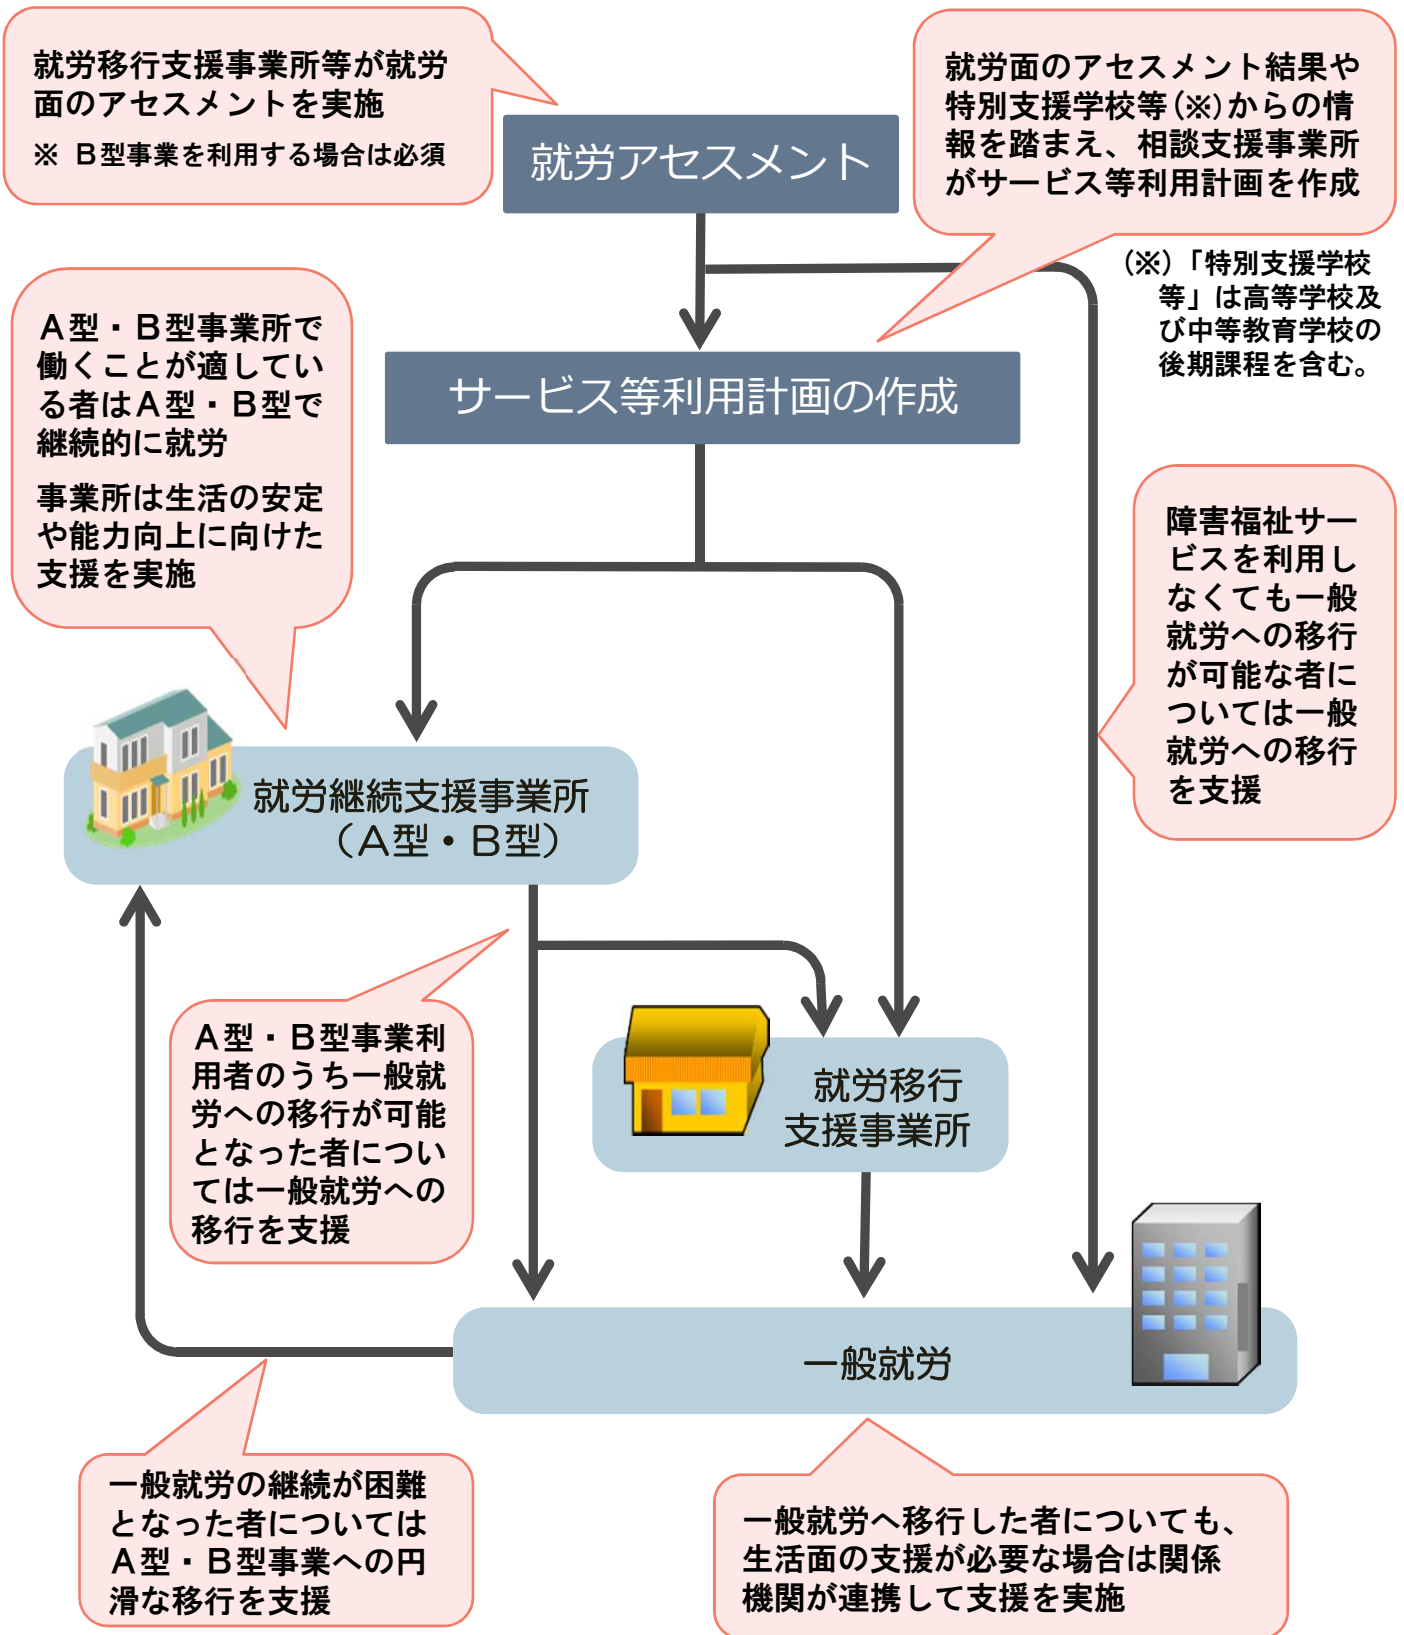 就労移行支援事業所等が就労
面のアセスメントを実施
※ B型事業を利用する場合は必須
就労アセスメント
就労面のアセスメント結果や
特別支援学校等(※)からの情
報を踏まえ、相談支援事業所
がサービス等利用計画を作成
(※)「特別支援学校
等」は高等学校及
び中等教育学校の
後期課程を含む。
サービス等利用計画の作成
A型・B型事業所で
働くことが適してい
る者はA型・B型で
継続的に就労
事業所は生活の安定
や能力向上に向けた
支援を実施
障害福祉サー
ビスを利用し
なくても一般
就労への移行
が可能な者に
ついては一般
就労への移行
を支援
就労継続支援事業所
(A型・B型)
A型・B型事業利
用者のうち一般就
労への移行が可能
となった者につい
ては一般就労への
移行を支援
就労移行
支援事業所
一般就労
一般就労の継続が困難
となった者については
A型・B型事業への円
滑な移行を支援
一般就労へ移行した者についても、
生活面の支援が必要な場合は関係
機関が連携して支援を実施